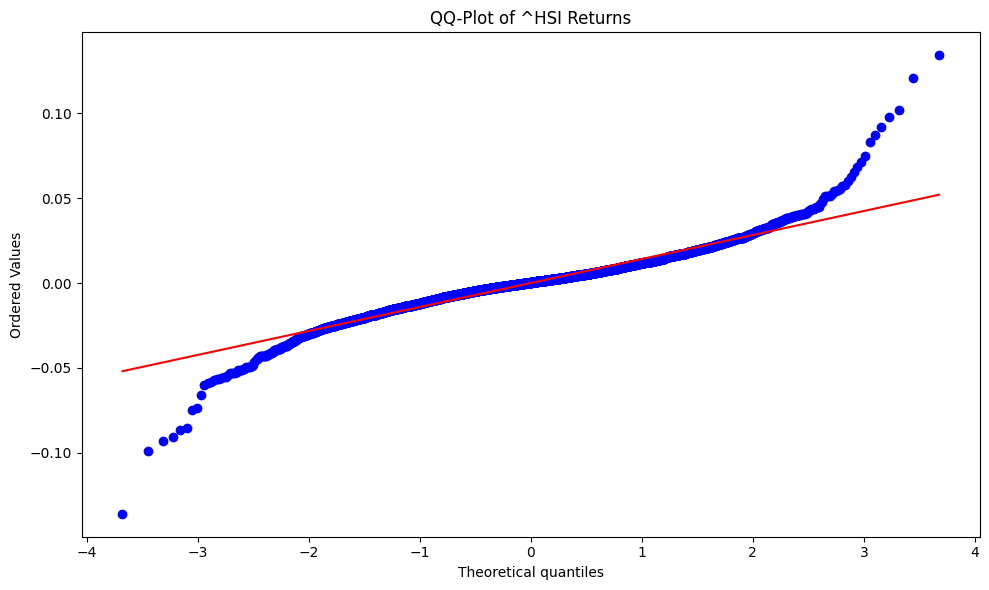 QQ-Plot of ^HSI Returns
Ordered Values
0.10
0.05
0.00
−0.05
−0.10
−4 −3 −2 −1 0 1 2 3 4
Theoretical quantiles